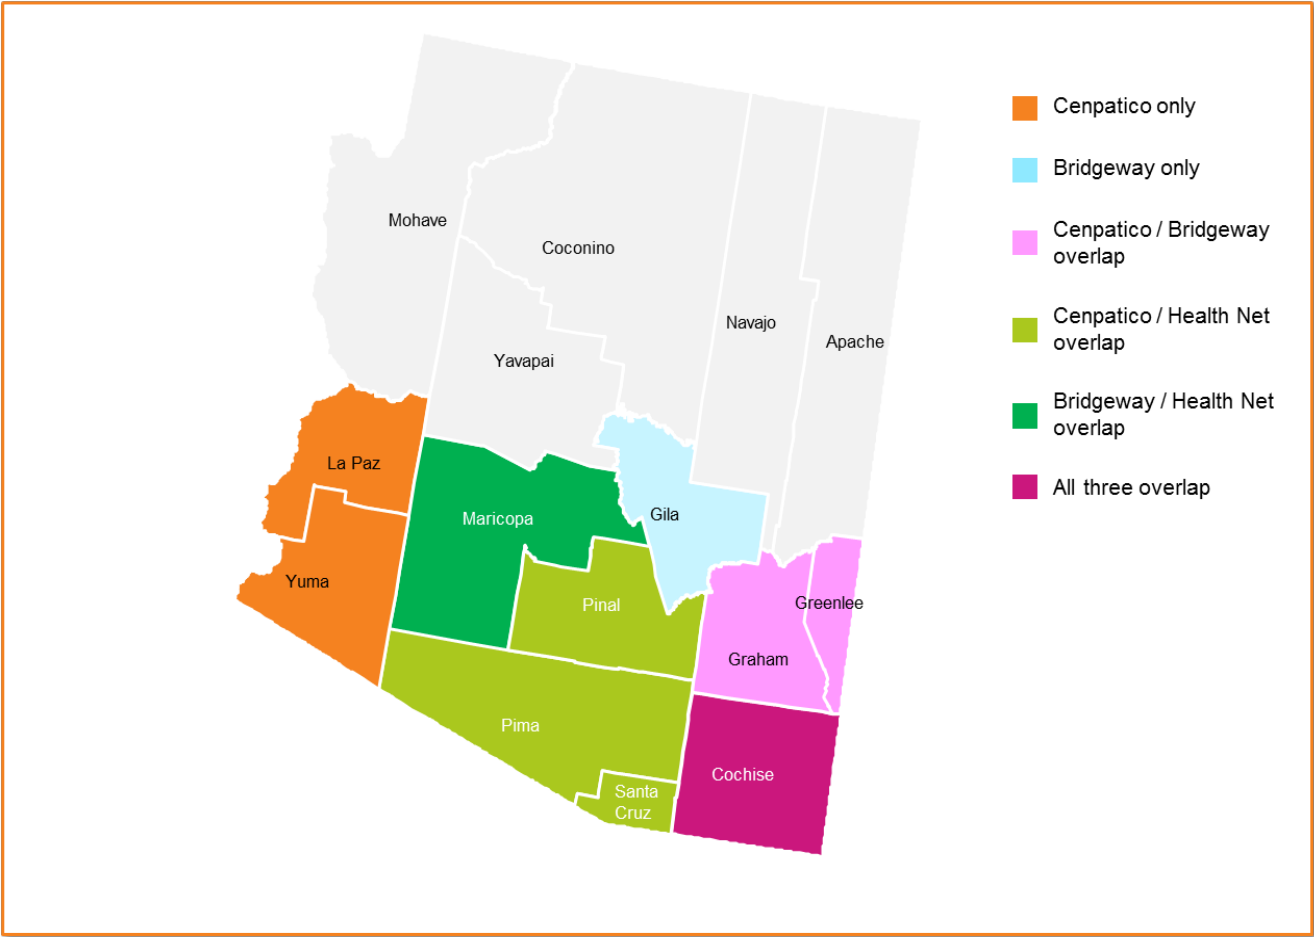 Mohave
Coconino
Navajo
Apache
Yavapai
La Paz
Maricopa
Gila
Yuma
Pinal
Greenlee
Graham
Pima
Cochise
Santa
Cruz
Cenpatico only
Bridgeway only
Cenpatico / Bridgeway
overlap
Cenpatico / Health Net
overlap
Bridgeway / Health Net
overlap
All three overlap